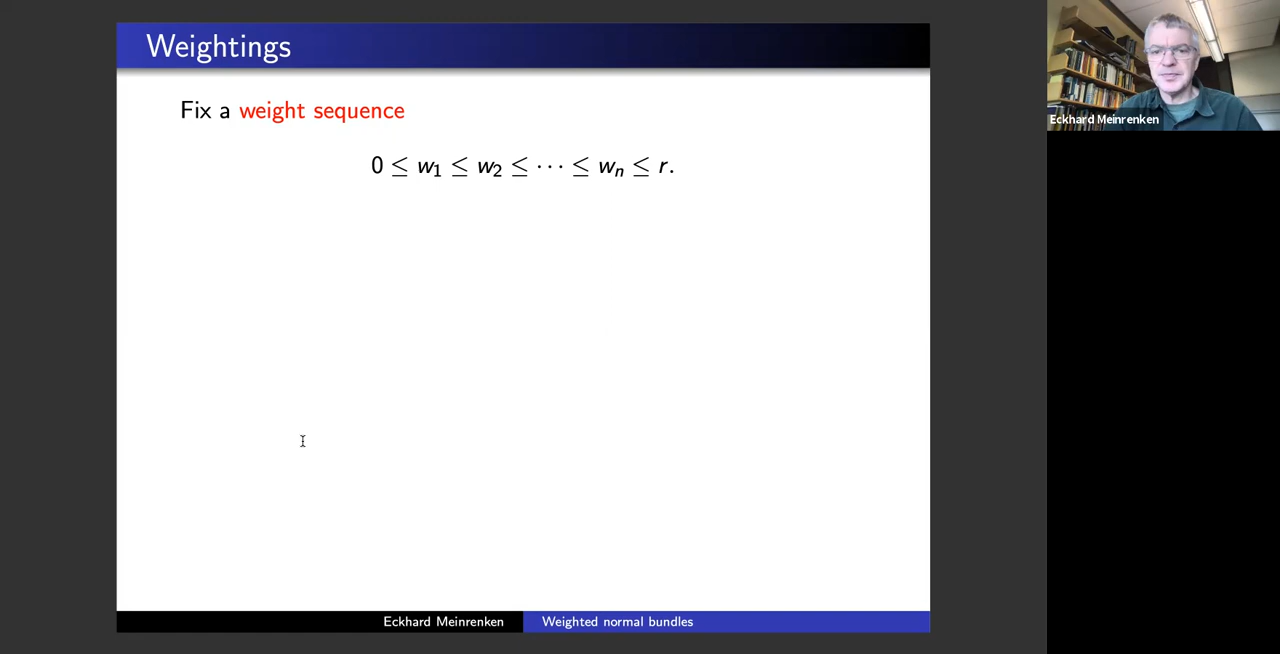 Weightings
Fix a weight sequence
0 ≤ w₁ ≤ w₂ ≤ ⋯ ≤ wₙ ≤ r.
Eckhard Meinrenken
Weighted normal bundles
Eckhard Meinrenken